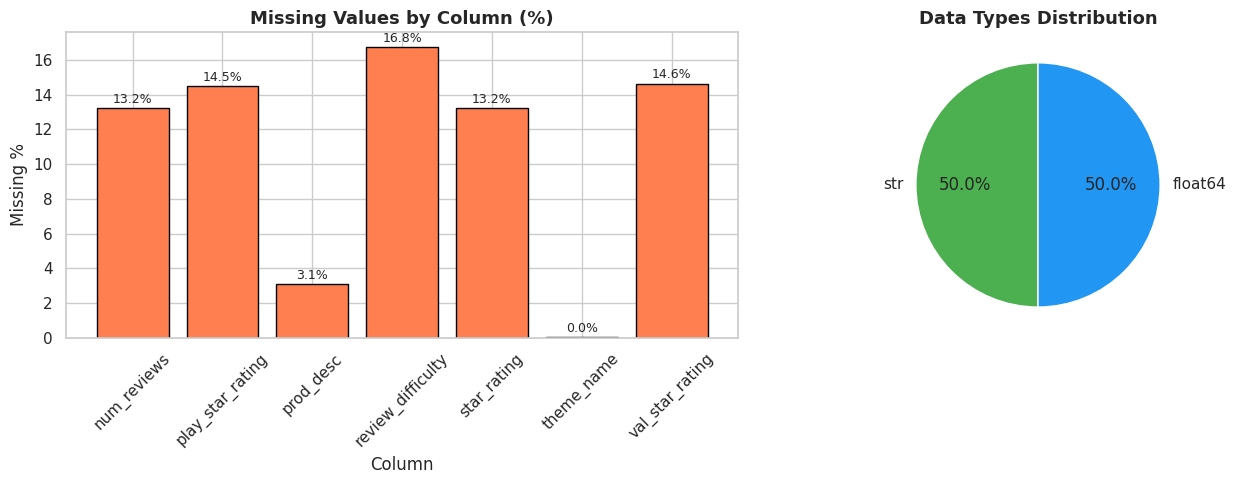 Missing Values by Column (%)
Missing %
16
14
12
10
8
6
4
2
0
13.2%
14.5%
3.1%
16.8%
13.2%
0.0%
14.6%
num_reviews
play_star_rating
prod_desc
review_difficulty
star_rating
theme_name
val_star_rating
Column
Data Types Distribution
str
50.0%
50.0%
float64